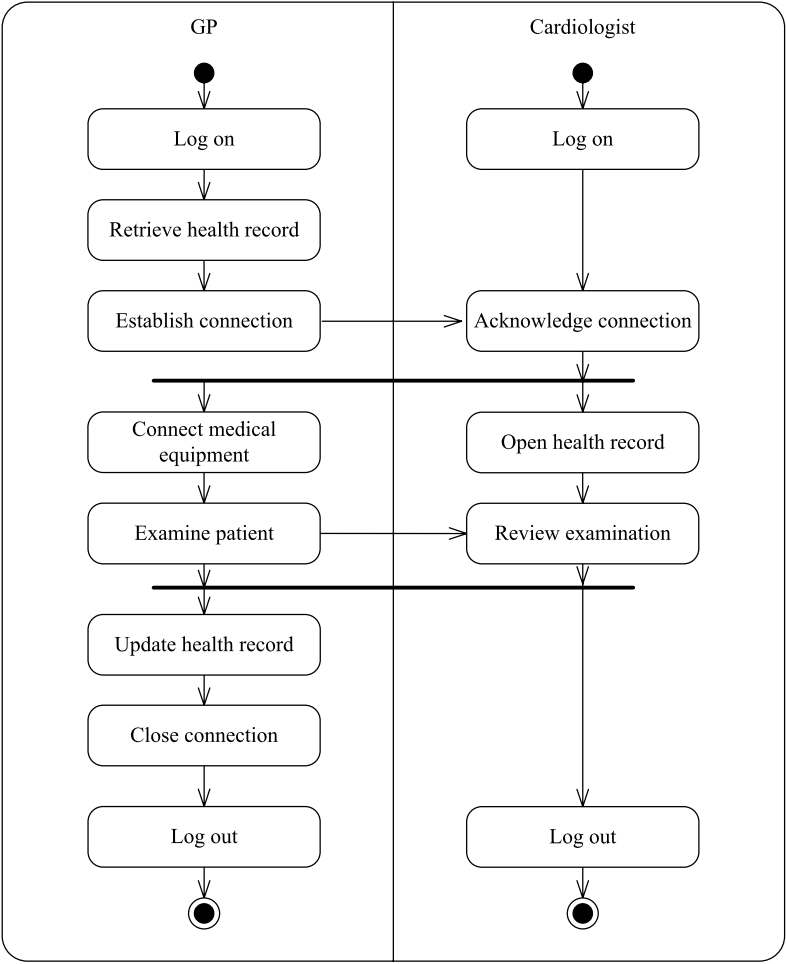 GP
Cardiologist
Log on
Log on
Retrieve health record
Establish connection
Acknowledge connection
Connect medical
equipment
Open health record
Examine patient
Review examination
Update health record
Close connection
Log out
Log out